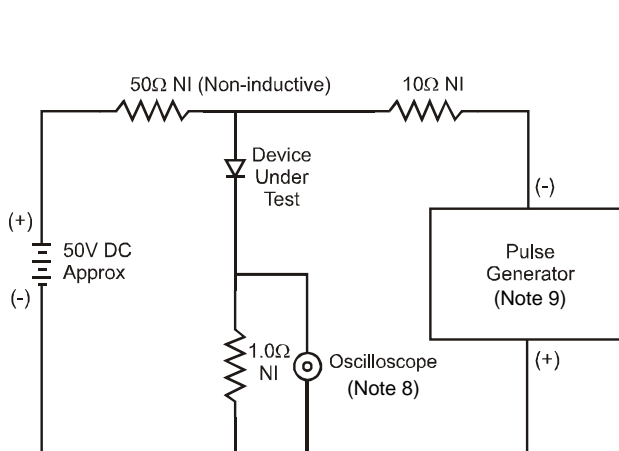 50Ω NI (Non-inductive)
10Ω NI
Device
Under
Test
(-)
(+)
50V DC
Approx
(-)
Pulse
Generator
(Note 9)
1.0Ω
NI
Oscilloscope
(Note 8)
(+)